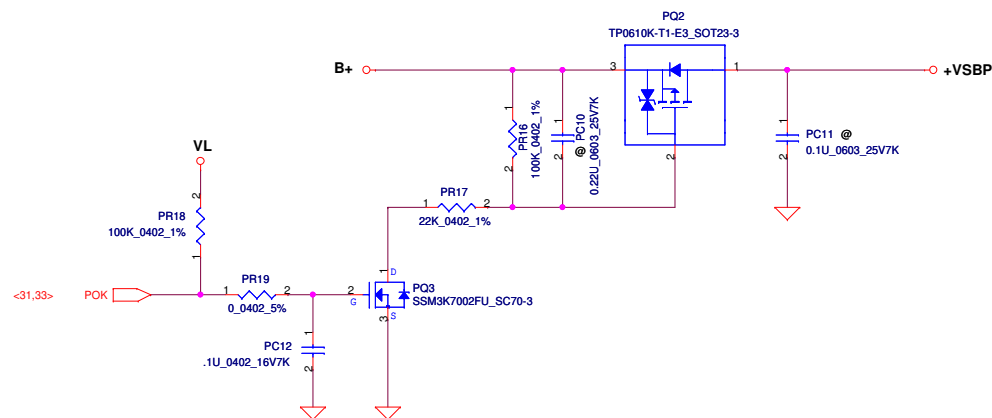 PQ2
TP0610K-T1-E3_SOT23-3
B+
3
1
+VSBP
1
PR16
100K_0402_1%
2
1
@ PC10
0.22U_0603_25V7K
2
2
1
PC11 @
0.1U_0603_25V7K
2
VL
2
PR18
100K_0402_1%
1
PR17
1
2
22K_0402_1%
<31,33>
POK
PR19
1
2
0_0402_5%
1
D
2
G
PQ3
SSM3K7002FU_SC70-3
S
3
1
PC12
.1U_0402_16V7K
2